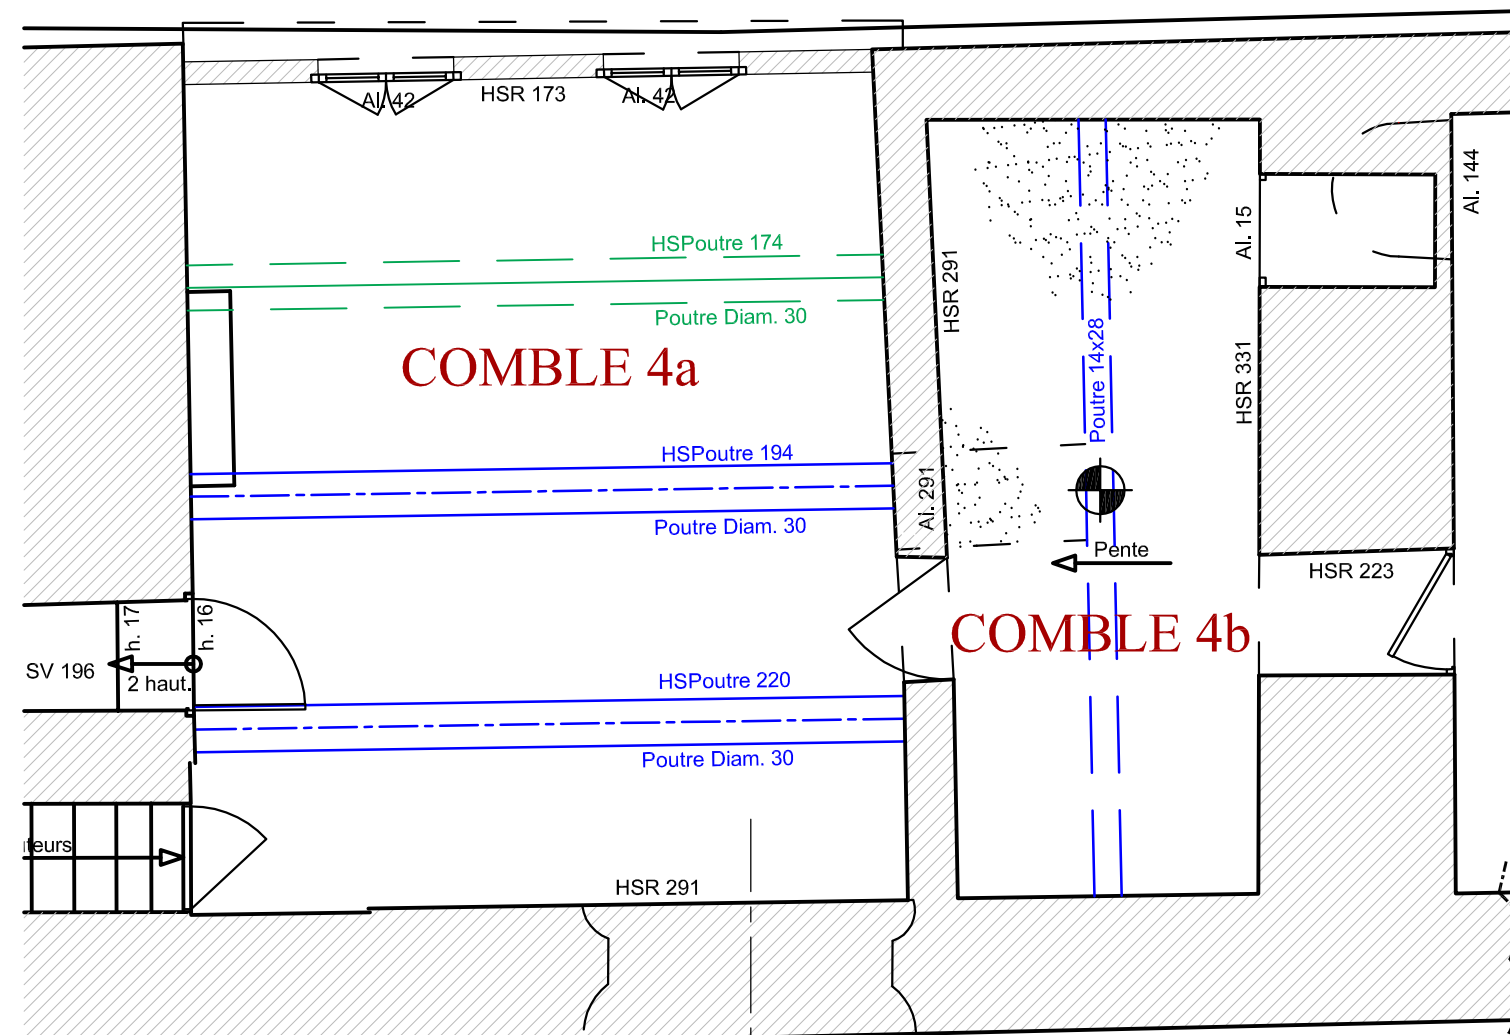 Al. 42
HSR 173
Al. 42
Al. 144
Al. 15
HSPoutre 174
HSR 291
Poutre Diam. 30
COMBLE 4a
Poutre 14x28
HSR 331
HSPoutre 194
Al. 291
Poutre Diam. 30
Pente
HSR 223
h. 17
h. 16
COMBLE 4b
SV 196
2 haut.
HSPoutre 220
Poutre Diam. 30
teurs
HSR 291